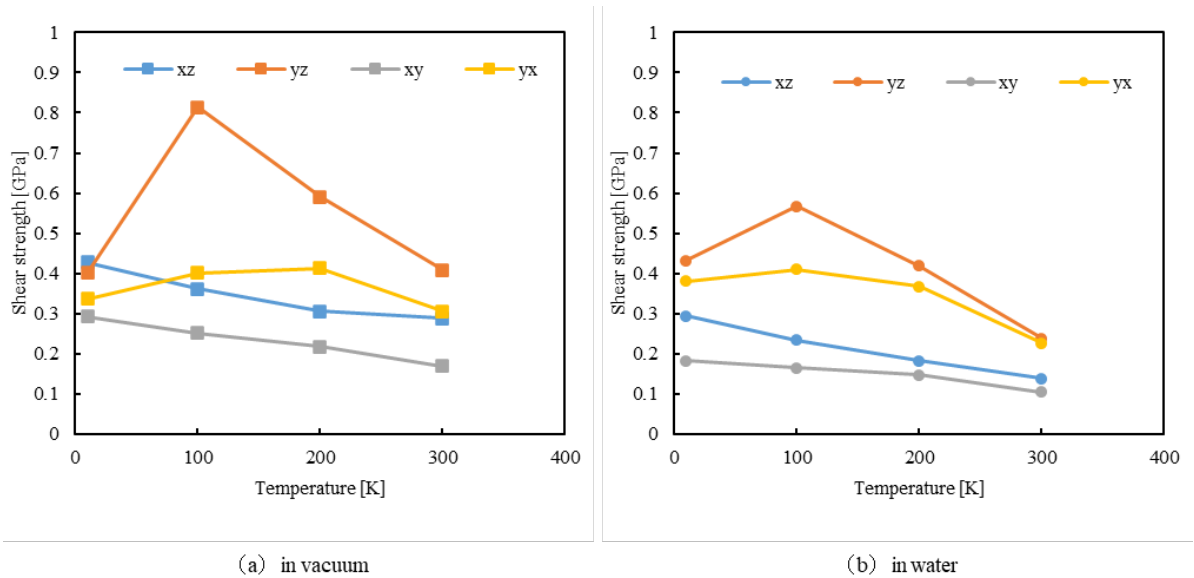 1
0.9
0.8
0.7
0.6
0.5
0.4
0.3
0.2
0.1
0
Shear strength [GPa]
xz yz xy yx
0 100 200 300 400
Temperature [K]
(a) in vacuum
1
0.9
0.8
0.7
0.6
0.5
0.4
0.3
0.2
0.1
0
Shear strength [GPa]
xz yz xy yx
0 100 200 300 400
Temperature [K]
(b) in water